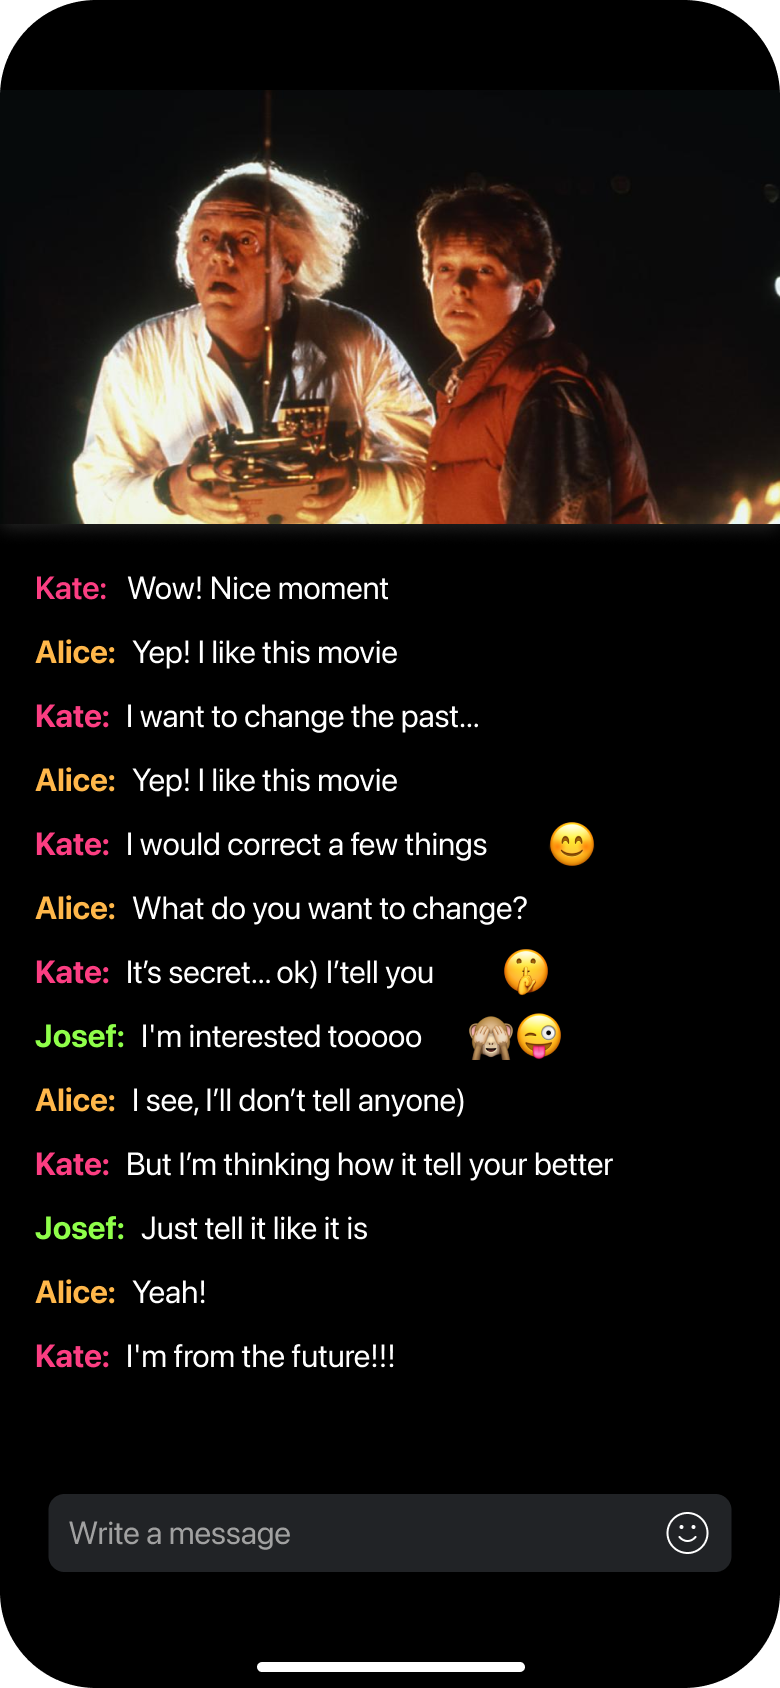 Kate: Wow! Nice moment
Alice: Yep! I like this movie
Kate: I want to change the past...
Alice: Yep! I like this movie
Kate: I would correct a few things 😊
Alice: What do you want to change?
Kate: It’s secret... ok) I’tell you 🤫
Josef: I'm interested tooooo 🙈😜
Alice: I see, I’ll don’t tell anyone)
Kate: But I’m thinking how it tell your better
Josef: Just tell it like it is
Alice: Yeah!
Kate: I'm from the future!!!
Write a message